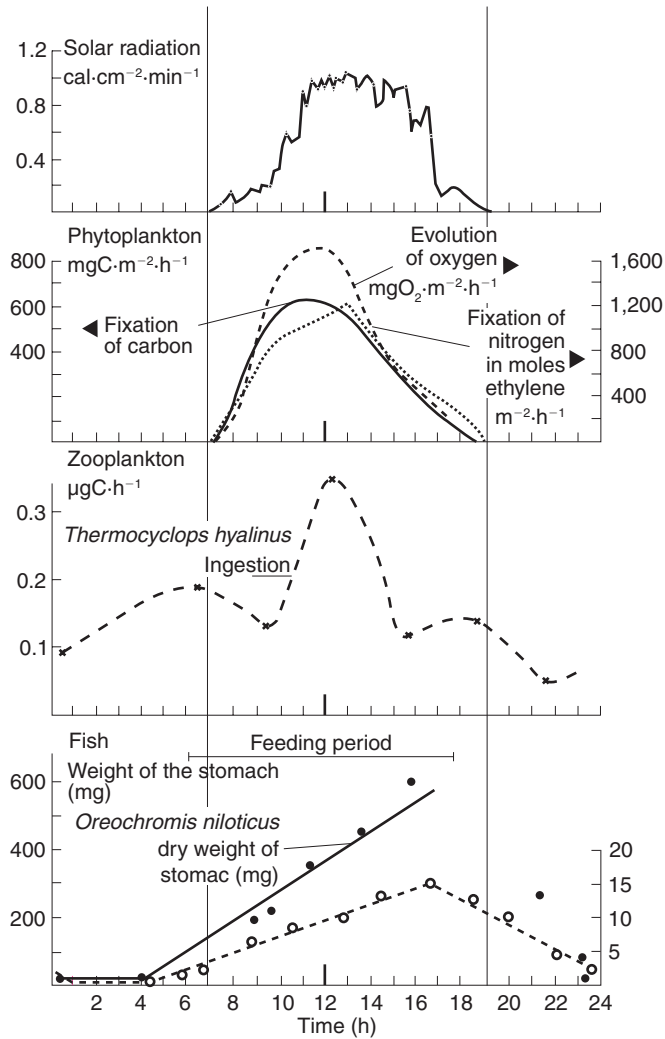 Solar radiation
cal·cm⁻²·min⁻¹
1.2
0.8
0.4
Phytoplankton
mgC·m⁻²·h⁻¹
800
600
400
Fixation
of carbon
Evolution
of oxygen
mgO₂·m⁻²·h⁻¹
Fixation of
nitrogen
in moles
ethylene
m⁻²·h⁻¹
1,600
1,200
800
400
Zooplankton
µgC·h⁻¹
0.3
0.2
0.1
Thermocyclops hyalinus
Ingestion
Fish
Feeding period
Weight of the stomach
(mg)
600
400
200
Oreochromis niloticus
dry weight of
stomac (mg)
20
15
10
5
2 4 6 8 10 12 14 16 18 20 22 24
Time (h)